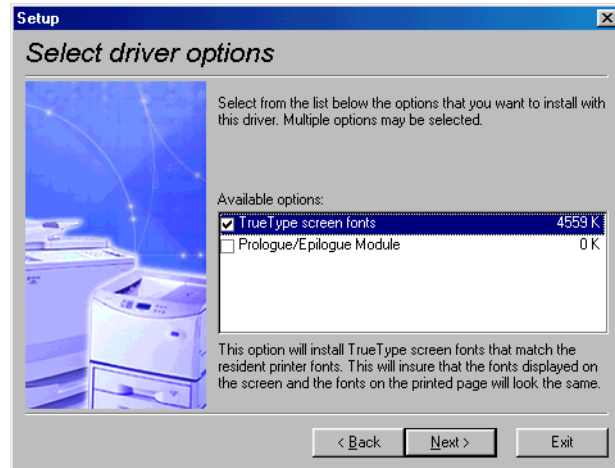 Setup
Select driver options
Select from the list below the options that you want to install with
this driver. Multiple options may be selected.
Available options:
TrueType screen fonts 4559 K
Prologue/Epilogue Module 0 K
This option will install TrueType screen fonts that match the
resident printer fonts. This will insure that the fonts displayed on
the screen and the fonts on the printed page will look the same.
< Back Next > Exit